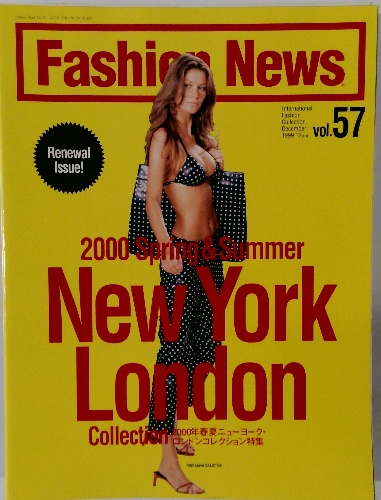 Fashion News
International
Fashion
Collection.
December
1999
vol.57
Renewal
Issue!
2000 Spring & Summer
New York
London
Collection
2000年春夏ニューヨーク・
ロンドンコレクション特集